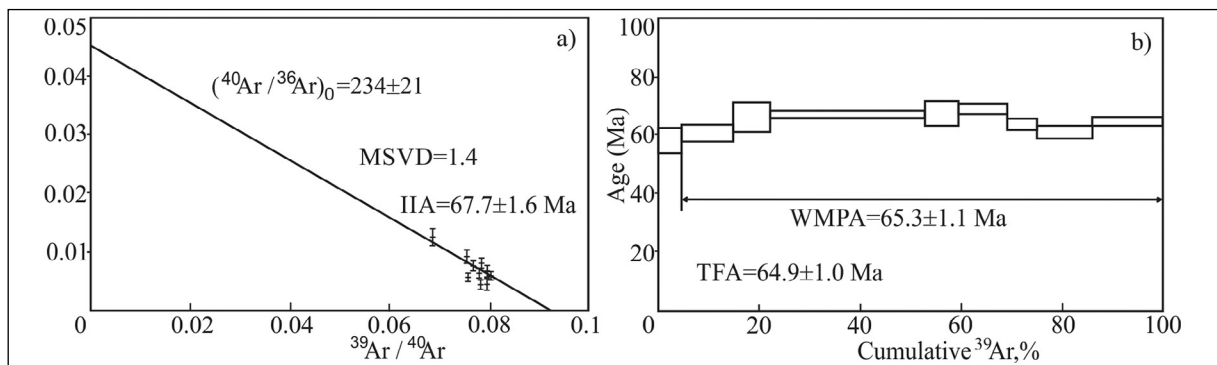 a)
0.05
0.04
0.03
0.02
0.01
0
0.02
0.04
0.06
0.08
0.1
(⁴⁰Ar/³⁶Ar)₀=234±21
MSVD=1.4
IIA=67.7±1.6 Ma
³⁹Ar / ⁴⁰Ar
b)
100
80
60
40
20
Age (Ma)
WMPA=65.3±1.1 Ma
TFA=64.9±1.0 Ma
0
20
40
60
80
100
Cumulative ³⁹Ar,%